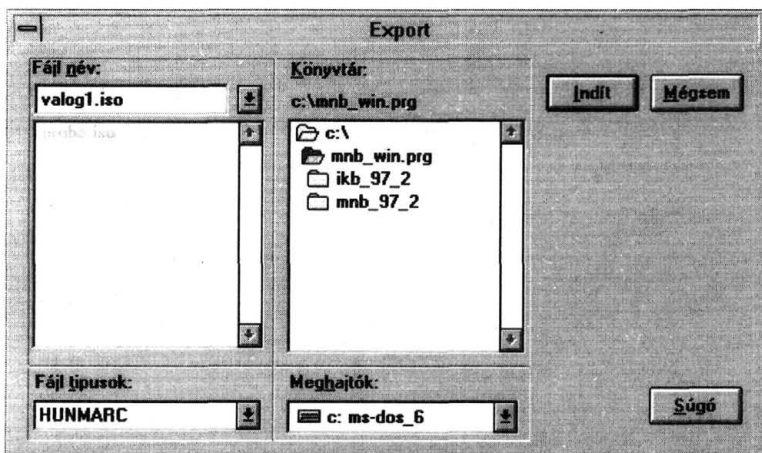 Export
Fájl név:
valog1.iso
Könyvtár:
c:\mnb_win.prg
c:\
mnb_win.prg
ikb_97_2
mnb_97_2
Indít
Mégsem
Fájl tipusok:
HUNMARC
Meghajtók:
c: ms-dos_6
Súgó